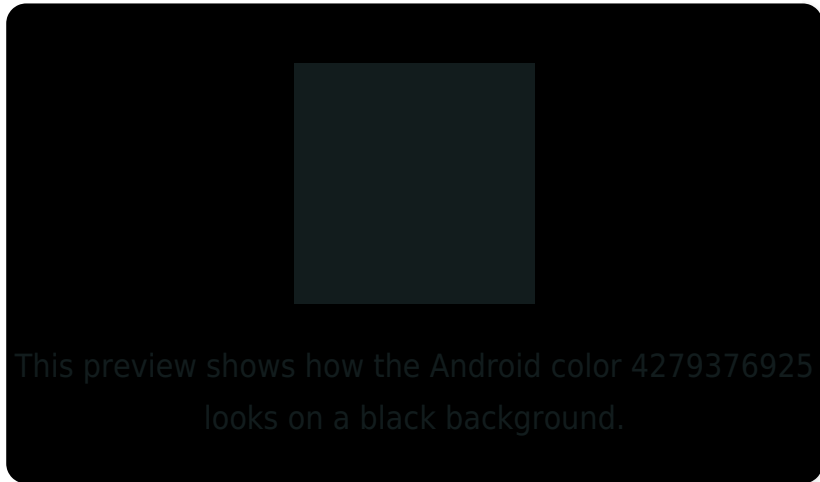 This preview shows how the Android color 4279376925
looks on a black background.